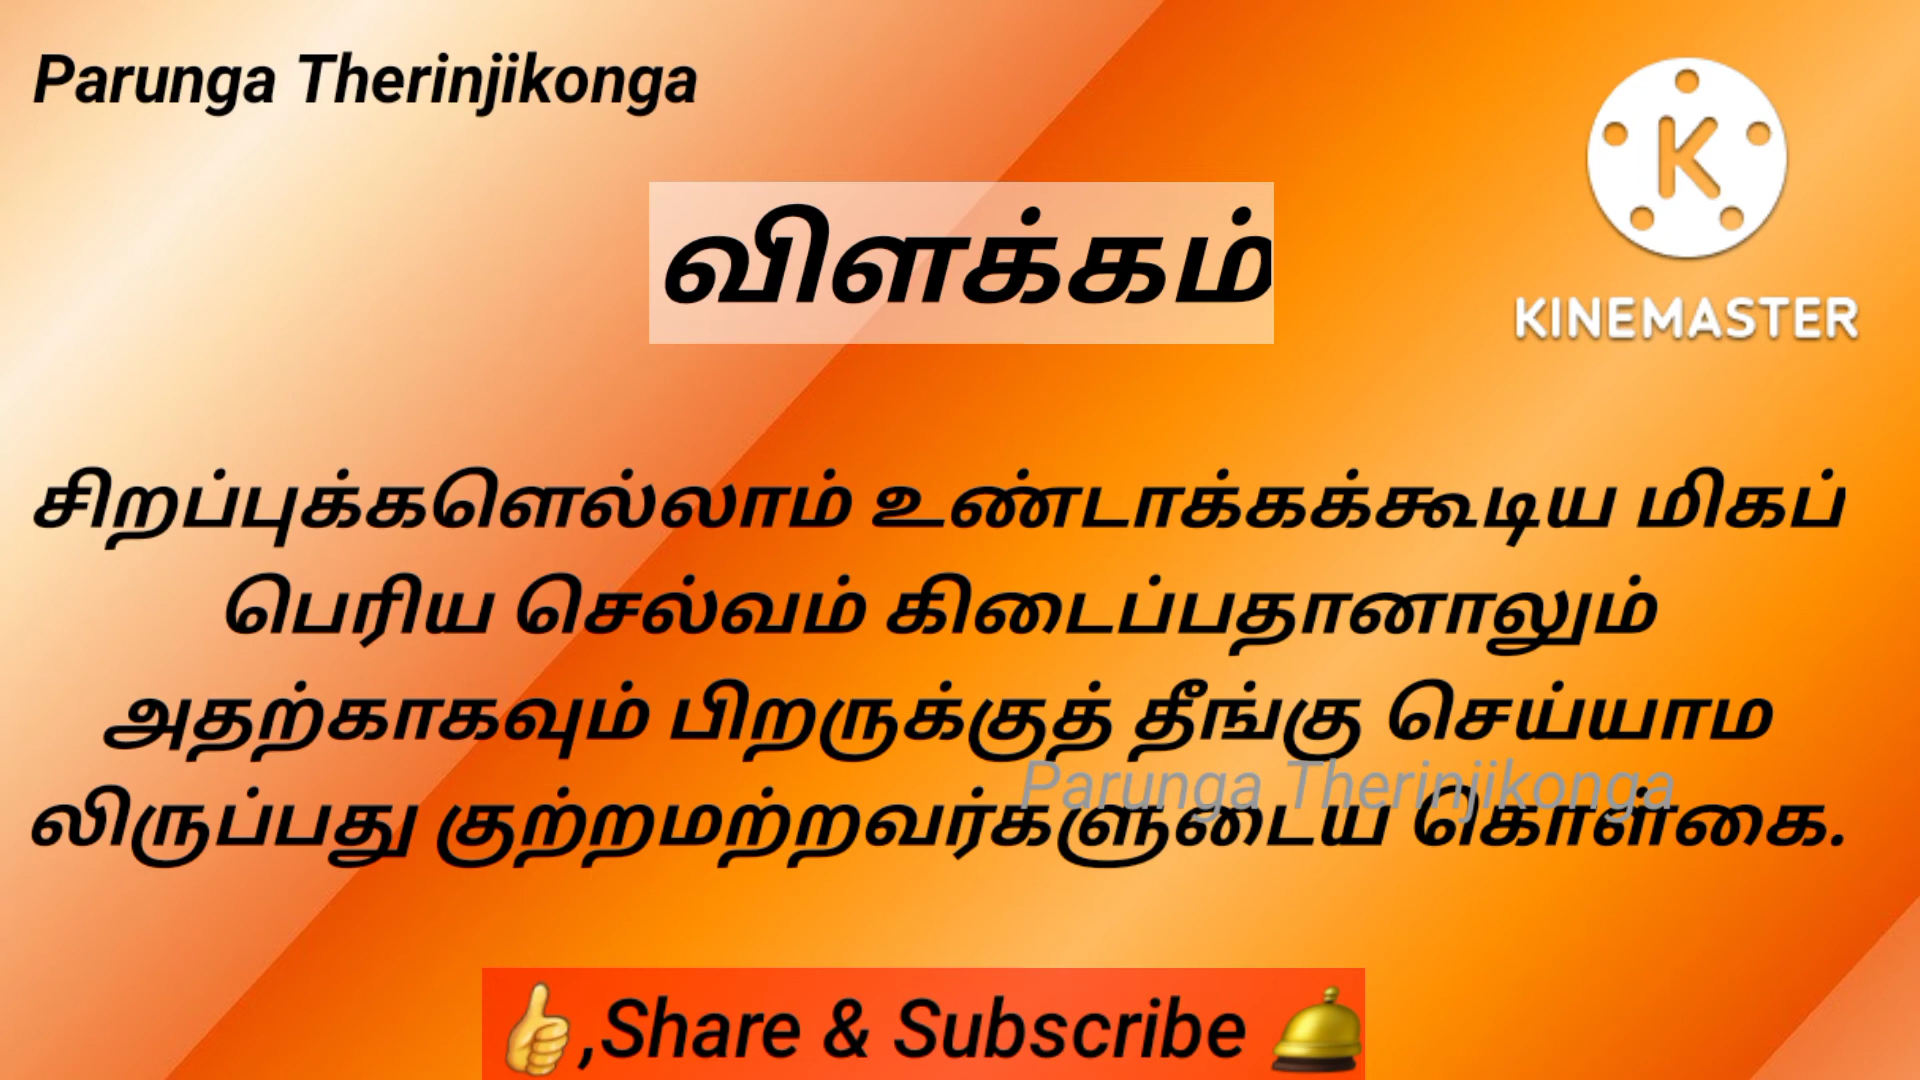 Parunga Therinjikonga
விளக்கம்
KINEMASTER
சிறப்புக்களெல்லாம் உண்டாக்கக்கூடிய மிகப்
பெரிய செல்வம் கிடைப்பதானாலும்
அதற்காகவும் பிறருக்குத் தீங்கு செய்யாம
லிருப்பது குற்றமற்றவர்களுடைய கொள்கை.
Parunga Therinjikonga
👍,Share & Subscribe 🛎️